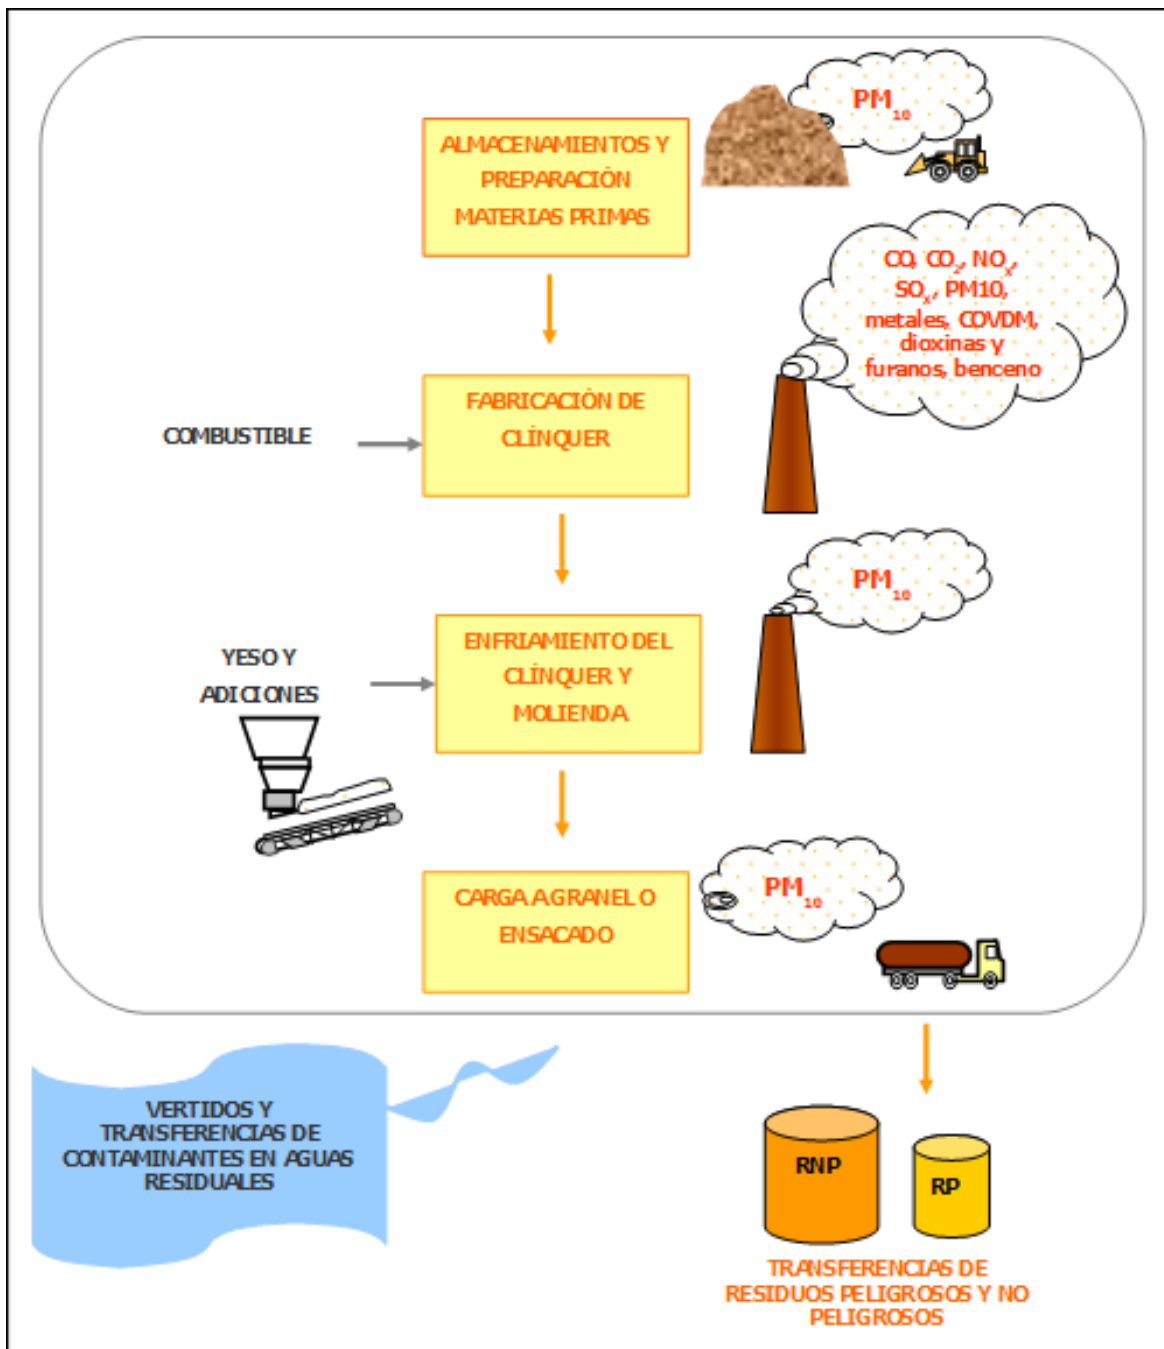 ALMACENAMIENTOS Y
PREPARACIÓN
MATERIAS PRIMAS
PM10
CO, CO2, NOx,
SOx, PM10,
metales, COVDM,
dioxinas y
furanos, benceno
FABRICACIÓN DE
CLÍNQUER
COMBUSTIBLE
PM10
ENFRIAMIENTO DEL
CLÍNQUER Y
MOLIENDA
YESO Y
ADICIONES
CARGA A GRANEL O
ENSACADO
PM10
VERTIDOS Y
TRANSFERENCIAS DE
CONTAMINANTES EN AGUAS
RESIDUALES
RNP
RP
TRANSFERENCIAS DE
RESIDUOS PELIGROSOS Y NO
PELIGROSOS